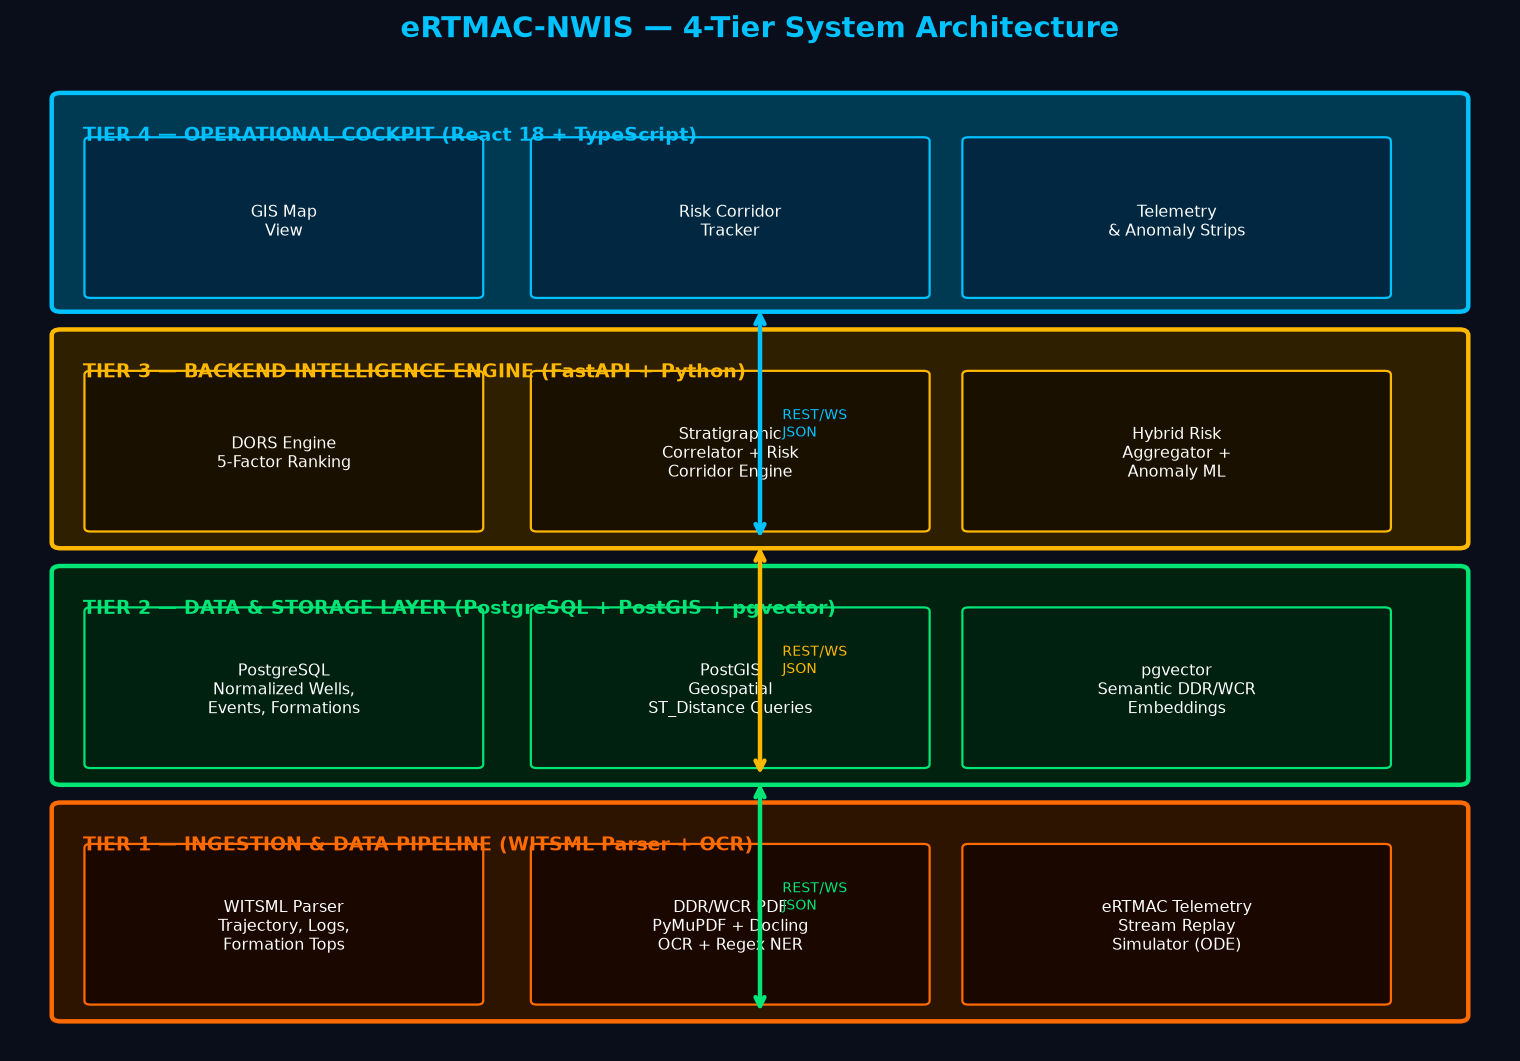 eRTMAC-NWIS — 4-Tier System Architecture
TIER 4 — OPERATIONAL COCKPIT (React 18 + TypeScript)
GIS Map
View
Risk Corridor
Tracker
Telemetry
& Anomaly Strips
TIER 3 — BACKEND INTELLIGENCE ENGINE (FastAPI + Python)
DORS Engine
5-Factor Ranking
Stratigraphic
Correlator + Risk
Corridor Engine
REST/WS
JSON
Hybrid Risk
Aggregator +
Anomaly ML
TIER 2 — DATA & STORAGE LAYER (PostgreSQL + PostGIS + pgvector)
PostgreSQL
Normalized Wells,
Events, Formations
PostGIS
Geospatial
ST_Distance Queries
REST/WS
JSON
pgvector
Semantic DDR/WCR
Embeddings
TIER 1 — INGESTION & DATA PIPELINE (WITSML Parser + OCR)
WITSML Parser
Trajectory, Logs,
Formation Tops
DDR/WCR PDF
PyMuPDF + Docling
OCR + Regex NER
REST/WS
JSON
eRTMAC Telemetry
Stream Replay
Simulator (ODE)